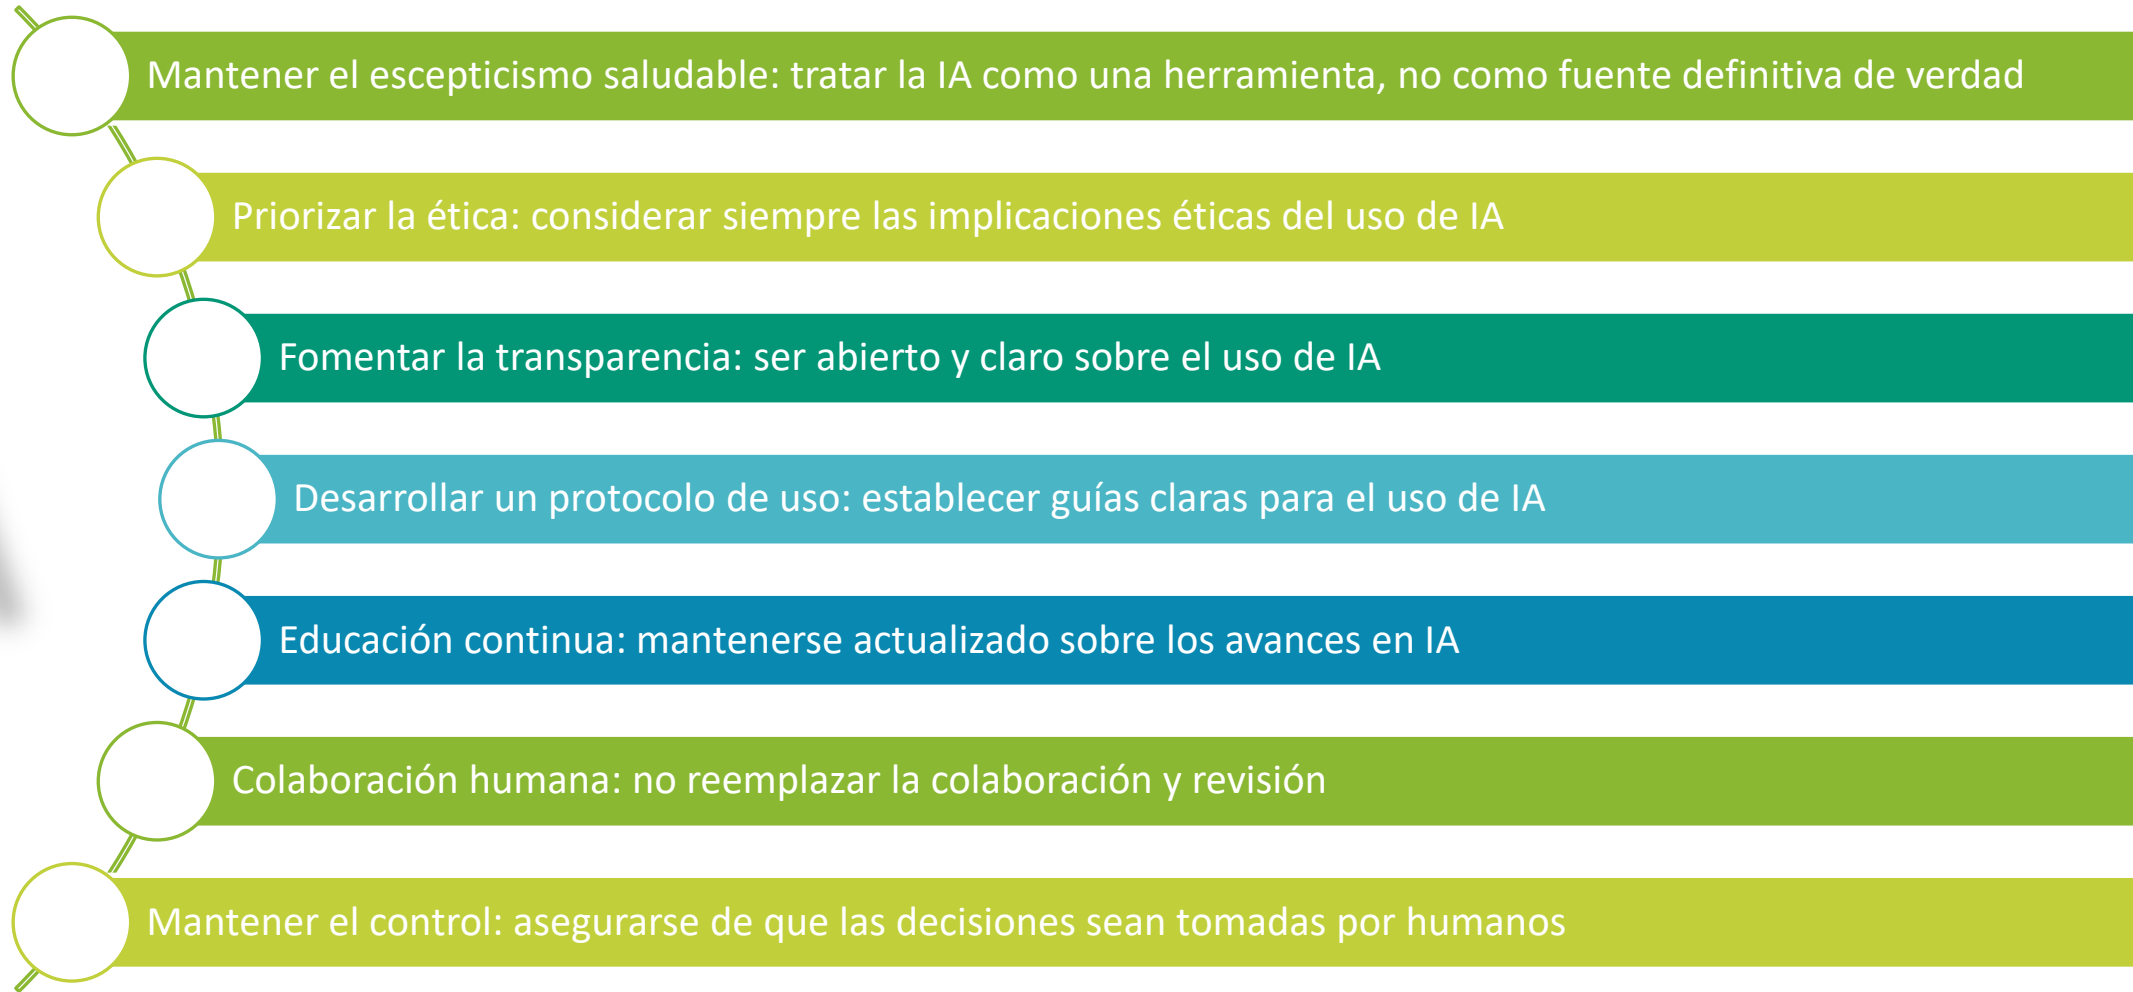 Mantener el escepticismo saludable: tratar la IA como una herramienta, no como fuente definitiva de verdad
Priorizar la ética: considerar siempre las implicaciones éticas del uso de IA
Fomentar la transparencia: ser abierto y claro sobre el uso de IA
Desarrollar un protocolo de uso: establecer guías claras para el uso de IA
Educación continua: mantenerse actualizado sobre los avances en IA
Colaboración humana: no reemplazar la colaboración y revisión
Mantener el control: asegurarse de que las decisiones sean tomadas por humanos